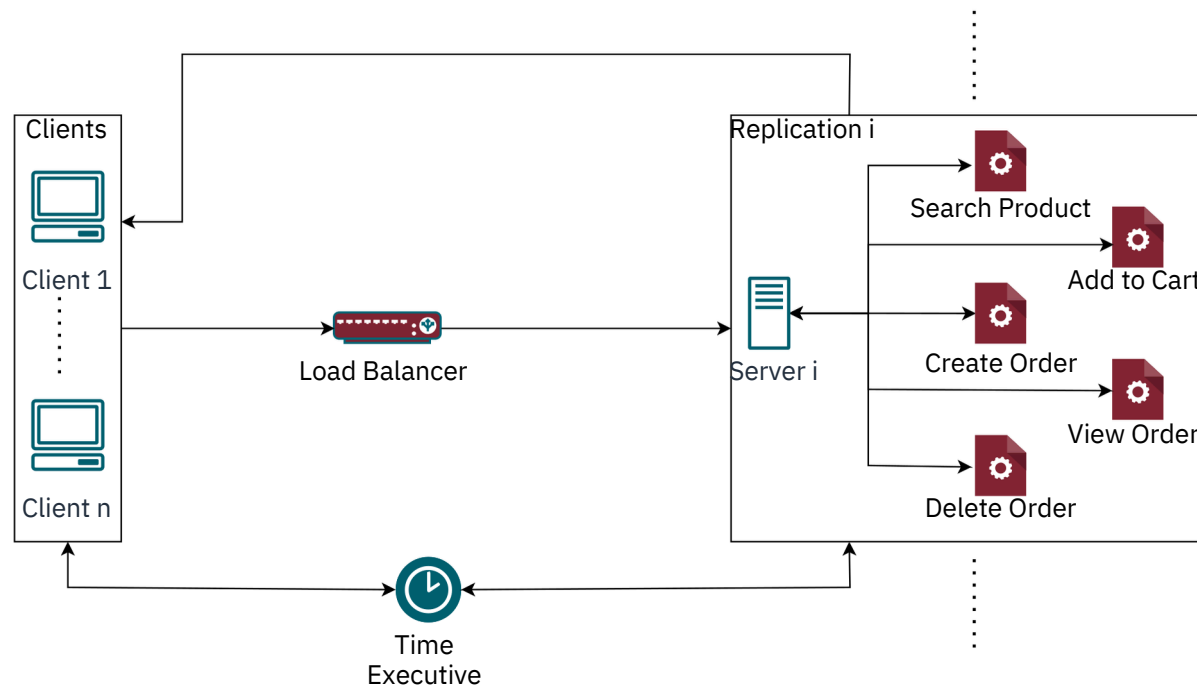 Clients
Client 1
Client n
Load Balancer
Time
Executive
Replication i
Server i
Search Product
Add to Cart
Create Order
View Order
Delete Order